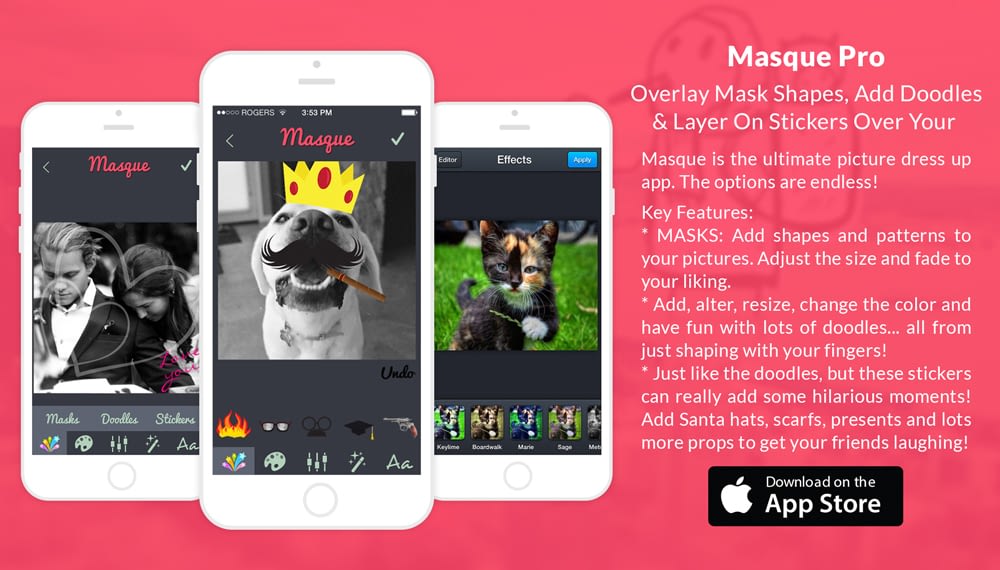 Masque
Love
you
Masks Doodles Stickers
Aa
ROGERS 3:53 PM
Masque
Undo
Aa
Editor Effects Apply
Keylime Boardwalk Marie Sage
Masque Pro
Overlay Mask Shapes, Add Doodles
& Layer On Stickers Over Your
Masque is the ultimate picture dress up
app. The options are endless!
Key Features:
* MASKS: Add shapes and patterns to
your pictures. Adjust the size and fade to
your liking.
* Add, alter, resize, change the color and
have fun with lots of doodles... all from
just shaping with your fingers!
* Just like the doodles, but these stickers
can really add some hilarious moments!
Add Santa hats, scarfs, presents and lots
more props to get your friends laughing!
Download on the
App Store